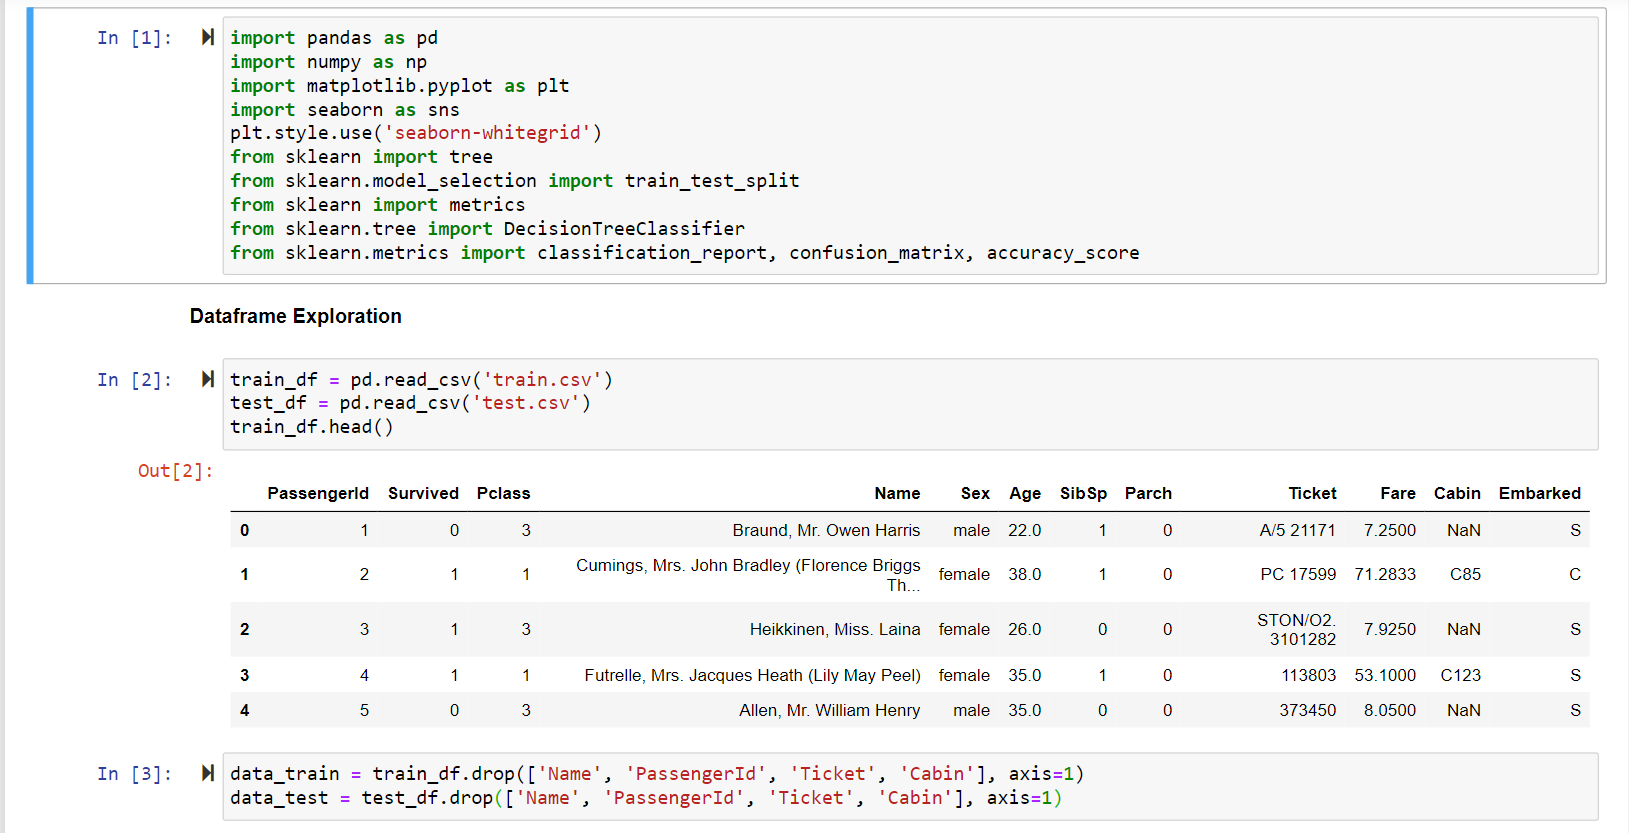 In [1]:
import pandas as pd
import numpy as np
import matplotlib.pyplot as plt
import seaborn as sns
plt.style.use('seaborn-whitegrid')
from sklearn import tree
from sklearn.model_selection import train_test_split
from sklearn import metrics
from sklearn.tree import DecisionTreeClassifier
from sklearn.metrics import classification_report, confusion_matrix, accuracy_score
Dataframe Exploration
In [2]:
train_df = pd.read_csv('train.csv')
test_df = pd.read_csv('test.csv')
train_df.head()
Out[2]:
PassengerId Survived Pclass Name Sex Age SibSp Parch Ticket Fare Cabin Embarked
0 1 0 3 Braund, Mr. Owen Harris male 22.0 1 0 A/5 21171 7.2500 NaN S
1 2 1 1 Cumings, Mrs. John Bradley (Florence Briggs
Th... female 38.0 1 0 PC 17599 71.2833 C85 C
2 3 1 3 Heikkinen, Miss. Laina female 26.0 0 0 STON/O2.
3101282 7.9250 NaN S
3 4 1 1 Futrelle, Mrs. Jacques Heath (Lily May Peel) female 35.0 1 0 113803 53.1000 C123 S
4 5 0 3 Allen, Mr. William Henry male 35.0 0 0 373450 8.0500 NaN S
In [3]:
data_train = train_df.drop(['Name', 'PassengerId', 'Ticket', 'Cabin'], axis=1)
data_test = test_df.drop(['Name', 'PassengerId', 'Ticket', 'Cabin'], axis=1)